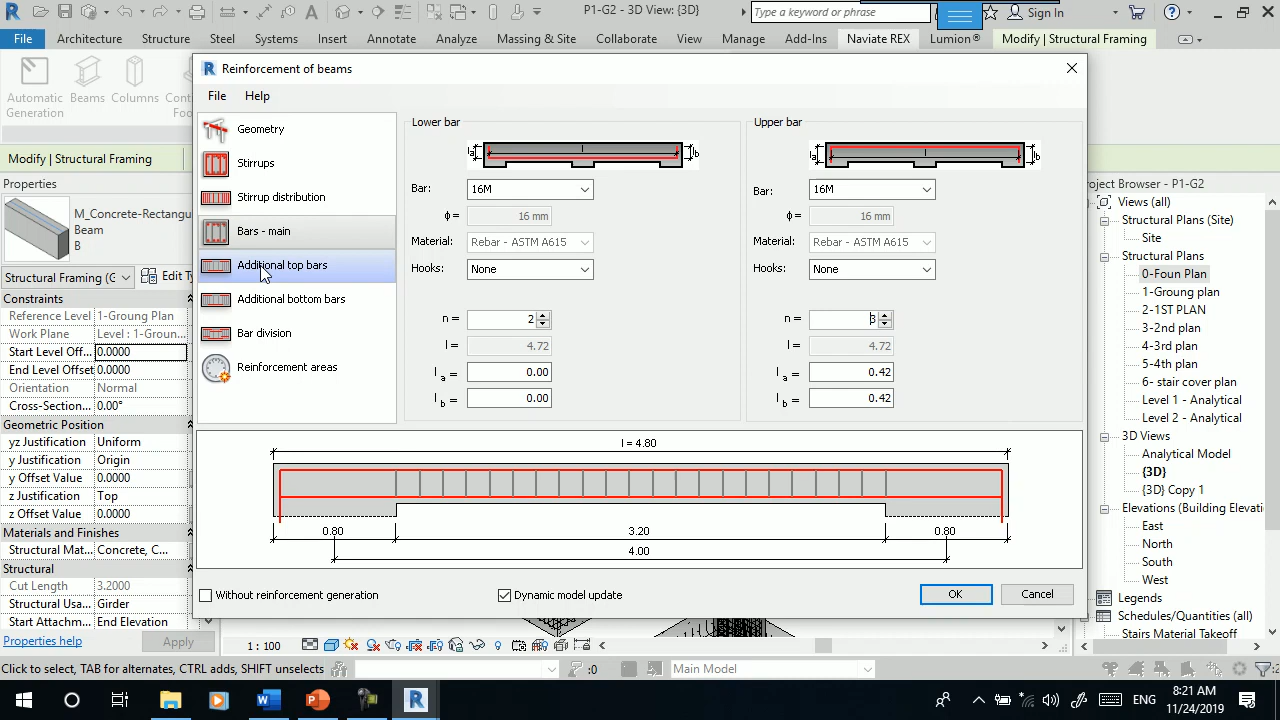 P1-G2 - 3D View: {3D}
Type a keyword or phrase
Sign In
File
Architecture
Structure
Steel
Systems
Insert
Annotate
Analyze
Massing & Site
Collaborate
View
Manage
Add-Ins
Naviate REX
Lumion®
Modify | Structural Framing
Automatic
Generation
Beams
Columns
Modify | Structural Framing
Properties
M_Concrete-Rectangu
Beam
B
Structural Framing (C
Edit Ty
Constraints
Reference Level
1-Groung Plan
Work Plane
Level : 1-Groun...
Start Level Off...
0.0000
End Level Offset
0.0000
Orientation
Normal
Cross-Section...
0.00°
Geometric Position
yz Justification
Uniform
y Justification
Origin
y Offset Value
0.0000
z Justification
Top
z Offset Value
0.0000
Materials and Finishes
Structural Mat...
Concrete, C...
Structural
Cut Length
3.2000
Structural Usa...
Girder
Start Attachm...
End Elevation
Properties help
Apply
Reinforcement of beams
File
Help
Geometry
Stirrups
Stirrup distribution
Bars - main
Additional top bars
Additional bottom bars
Bar division
Reinforcement areas
Lower bar
l
la
lb
Bar:
16M
ϕ =
16 mm
Material:
Rebar - ASTM A615
Hooks:
None
n =
2
l =
4.72
l a =
0.00
l b =
0.00
Upper bar
l
la
lb
Bar:
16M
ϕ =
16 mm
Material:
Rebar - ASTM A615
Hooks:
None
n =
3
l =
4.72
l a =
0.42
l b =
0.42
l = 4.80
0.80
3.20
0.80
4.00
Without reinforcement generation
Dynamic model update
OK
Cancel
roject Browser - P1-G2
Views (all)
Structural Plans (Site)
Site
Structural Plans
0-Foun Plan
1-Groung plan
2-1ST PLAN
3-2nd plan
4-3rd plan
5-4th plan
6- stair cover plan
Level 1 - Analytical
Level 2 - Analytical
3D Views
Analytical Model
{3D}
{3D} Copy 1
Elevations (Building Elevati
East
North
South
West
Legends
Schedules/Quantities (all)
Stairs Material Takeoff
1 : 100
Click to select, TAB for alternates, CTRL adds, SHIFT unselects
:0
Main Model
:2
ENG
8:21 AM
11/24/2019